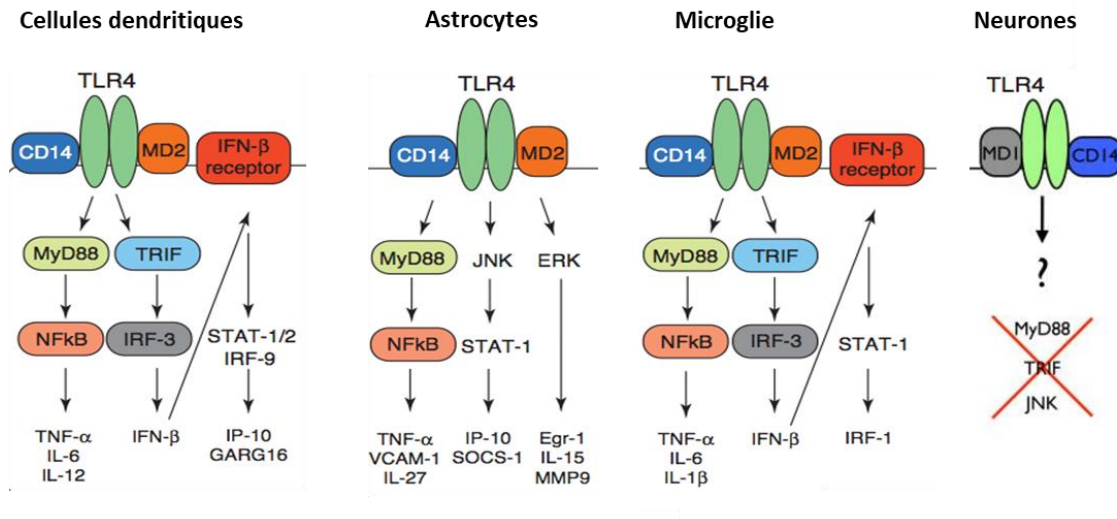 Cellules dendritiques
TLR4
CD14
MD2
IFN-β
receptor
MyD88
TRIF
NFkB
IRF-3
STAT-1/2
IRF-9
TNF-α
IL-6
IL-12
IFN-β
IP-10
GARG16
Astrocytes
TLR4
CD14
MD2
MyD88
JNK
ERK
NFkB
STAT-1
TNF-α
VCAM-1
IL-27
IP-10
SOCS-1
Egr-1
IL-15
MMP9
Microglie
TLR4
CD14
MD2
IFN-β
receptor
MyD88
TRIF
NFkB
IRF-3
STAT-1
TNF-α
IL-6
IL-1β
IFN-β
IRF-1
Neurones
TLR4
MD1
CD14
?
MyD88
TRIF
JNK